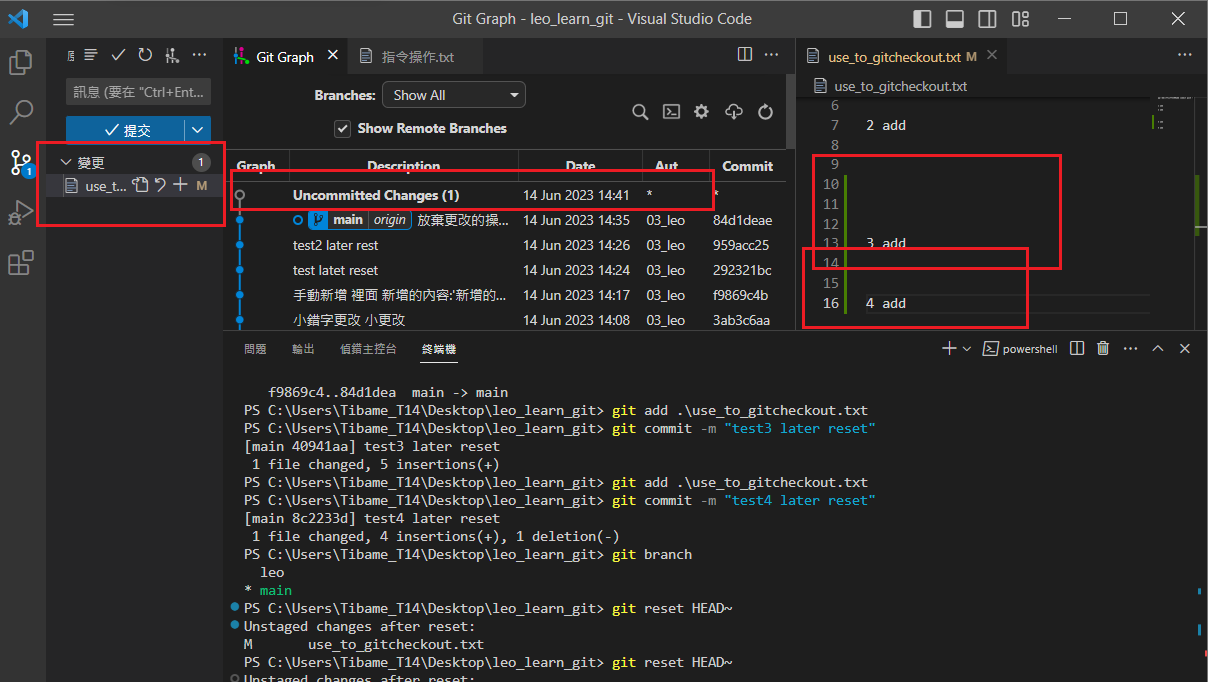 Git Graph - leo_learn_git - Visual Studio Code
訊息 (要在 "Ctrl+Ent...
提交
變更 1
use_t... M
1
Git Graph
指令操作.txt
Branches: Show All
Show Remote Branches
Graph Description Date Aut... Commit
Uncommitted Changes (1) 14 Jun 2023 14:41 * *
main origin 放棄更改的操... 14 Jun 2023 14:35 03_leo 84d1deae
test2 later rest 14 Jun 2023 14:26 03_leo 959acc25
test latet reset 14 Jun 2023 14:24 03_leo 292321bc
手動新增 裡面 新增的內容:'新增的... 14 Jun 2023 14:17 03_leo f9869c4b
小錯字更改 小更改 14 Jun 2023 14:08 03_leo 3ab3c6aa
use_to_gitcheckout.txt M
use_to_gitcheckout.txt
6
7 2 add
8
9
10
11
12
13 3 add
14
15
16 4 add
問題 輸出 偵錯主控台 終端機 powershell
f9869c4..84d1dea main -> main
PS C:\Users\Tibame_T14\Desktop\leo_learn_git> git add .\use_to_gitcheckout.txt
PS C:\Users\Tibame_T14\Desktop\leo_learn_git> git commit -m "test3 later reset"
[main 40941aa] test3 later reset
1 file changed, 5 insertions(+)
PS C:\Users\Tibame_T14\Desktop\leo_learn_git> git add .\use_to_gitcheckout.txt
PS C:\Users\Tibame_T14\Desktop\leo_learn_git> git commit -m "test4 later reset"
[main 8c2233d] test4 later reset
1 file changed, 4 insertions(+), 1 deletion(-)
PS C:\Users\Tibame_T14\Desktop\leo_learn_git> git branch
leo
* main
PS C:\Users\Tibame_T14\Desktop\leo_learn_git> git reset HEAD~
Unstaged changes after reset:
M use_to_gitcheckout.txt
PS C:\Users\Tibame_T14\Desktop\leo_learn_git> git reset HEAD~
Unstaged changes after reset: